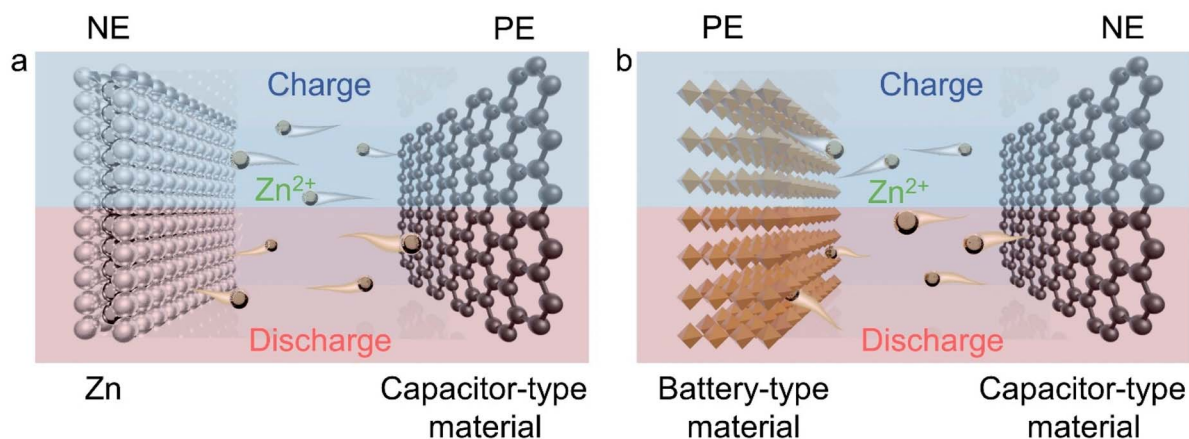 NE
PE
a
Charge
Zn²⁺
Discharge
Zn
Capacitor-type
material
PE
NE
b
Charge
Zn²⁺
Discharge
Battery-type
material
Capacitor-type
material